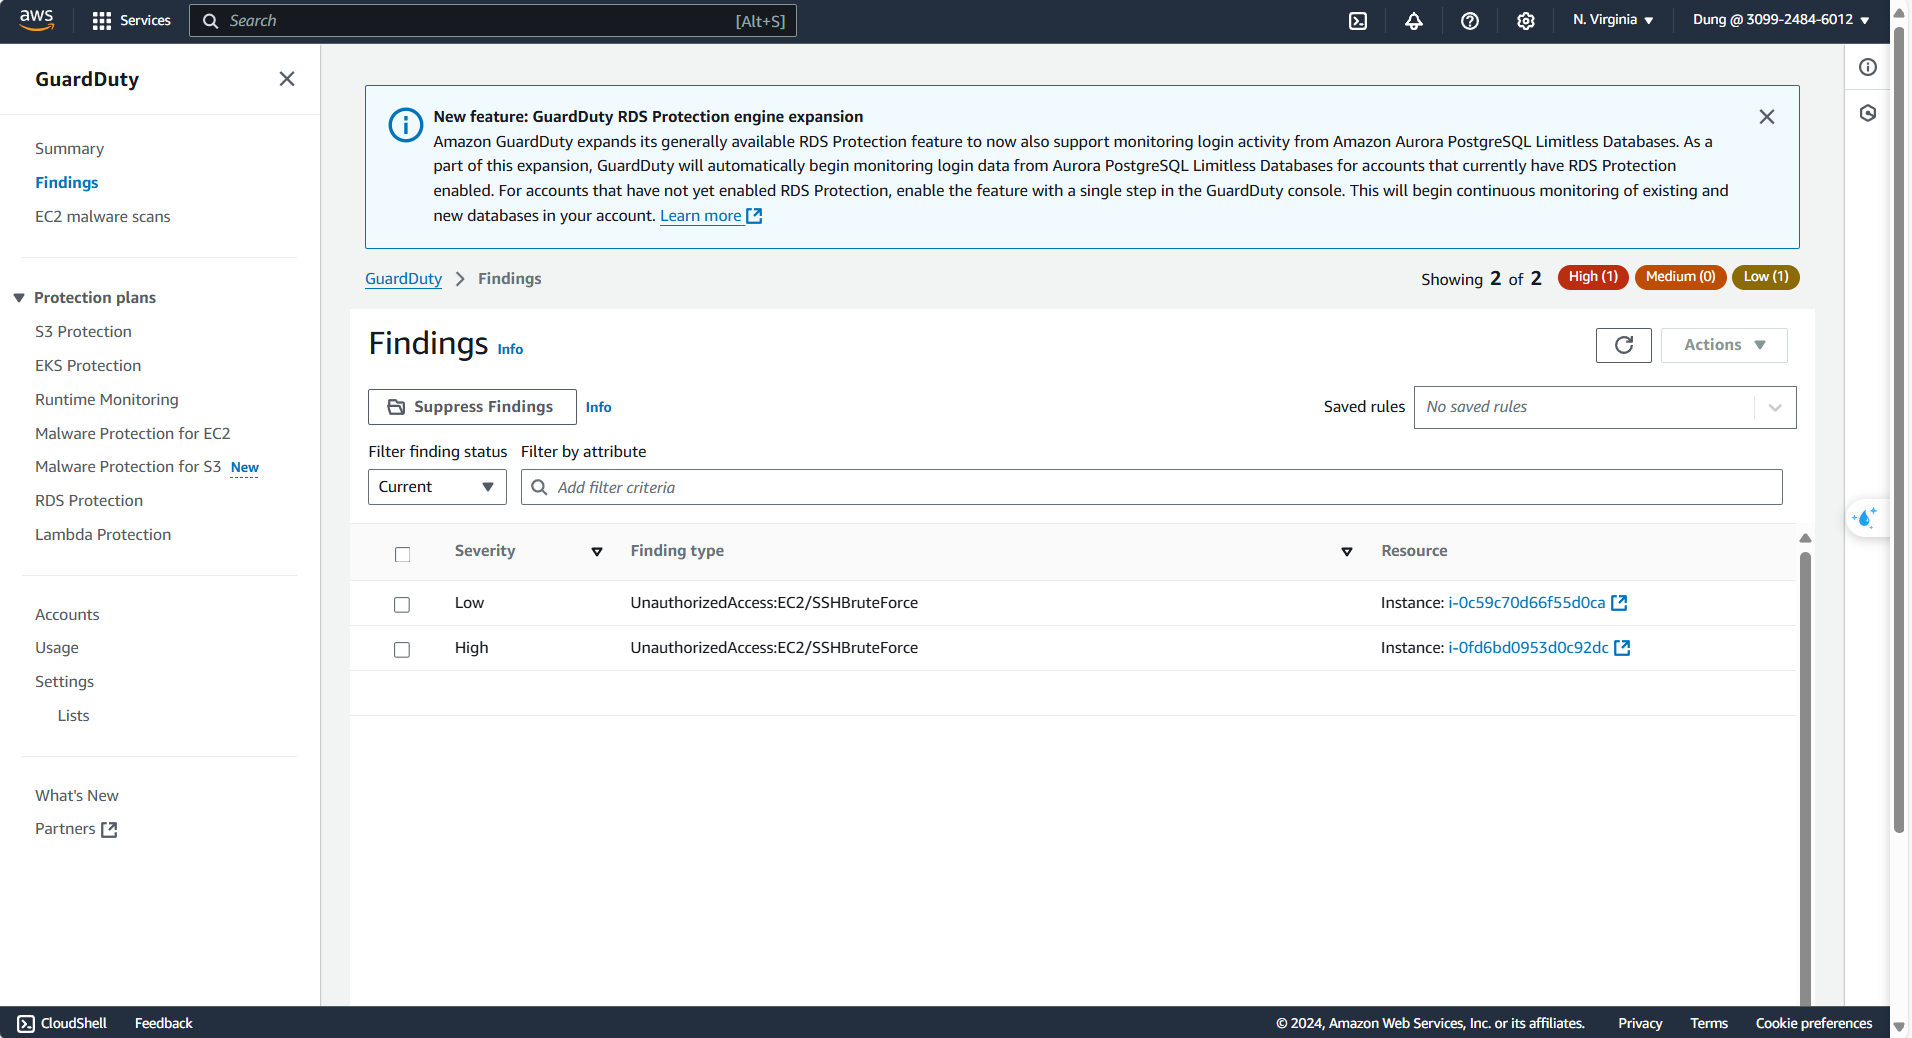 aws
Services
Search
[Alt+S]
N. Virginia
Dung @ 3099-2484-6012
GuardDuty
Summary
Findings
EC2 malware scans
Protection plans
S3 Protection
EKS Protection
Runtime Monitoring
Malware Protection for EC2
Malware Protection for S3 New
RDS Protection
Lambda Protection
Accounts
Usage
Settings
Lists
What's New
Partners
New feature: GuardDuty RDS Protection engine expansion
Amazon GuardDuty expands its generally available RDS Protection feature to now also support monitoring login activity from Amazon Aurora PostgreSQL Limitless Databases. As a
part of this expansion, GuardDuty will automatically begin monitoring login data from Aurora PostgreSQL Limitless Databases for accounts that currently have RDS Protection
enabled. For accounts that have not yet enabled RDS Protection, enable the feature with a single step in the GuardDuty console. This will begin continuous monitoring of existing and
new databases in your account. Learn more
GuardDuty > Findings
Showing 2 of 2
High (1)
Medium (0)
Low (1)
Findings Info
Actions
Suppress Findings
Info
Saved rules
No saved rules
Filter finding status
Filter by attribute
Current
Add filter criteria
Severity
Finding type
Resource
Low
UnauthorizedAccess:EC2/SSHBruteForce
Instance: i-0c59c70d66f55d0ca
High
UnauthorizedAccess:EC2/SSHBruteForce
Instance: i-0fd6bd0953d0c92dc
CloudShell
Feedback
© 2024, Amazon Web Services, Inc. or its affiliates.
Privacy
Terms
Cookie preferences